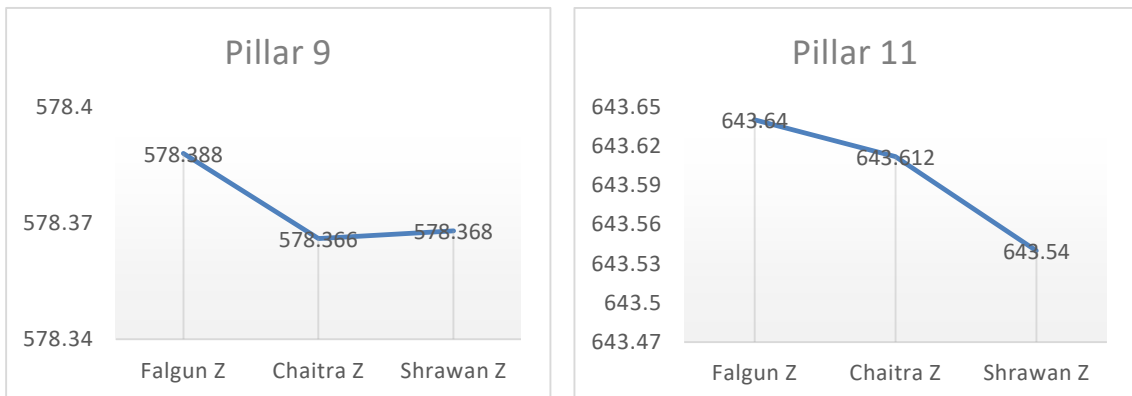 Pillar 9
578.4
578.37
578.34
578.388
578.366
578.368
Falgun Z
Chaitra Z
Shrawan Z
Pillar 11
643.65
643.62
643.59
643.56
643.53
643.5
643.47
643.64
643.612
643.54
Falgun Z
Chaitra Z
Shrawan Z